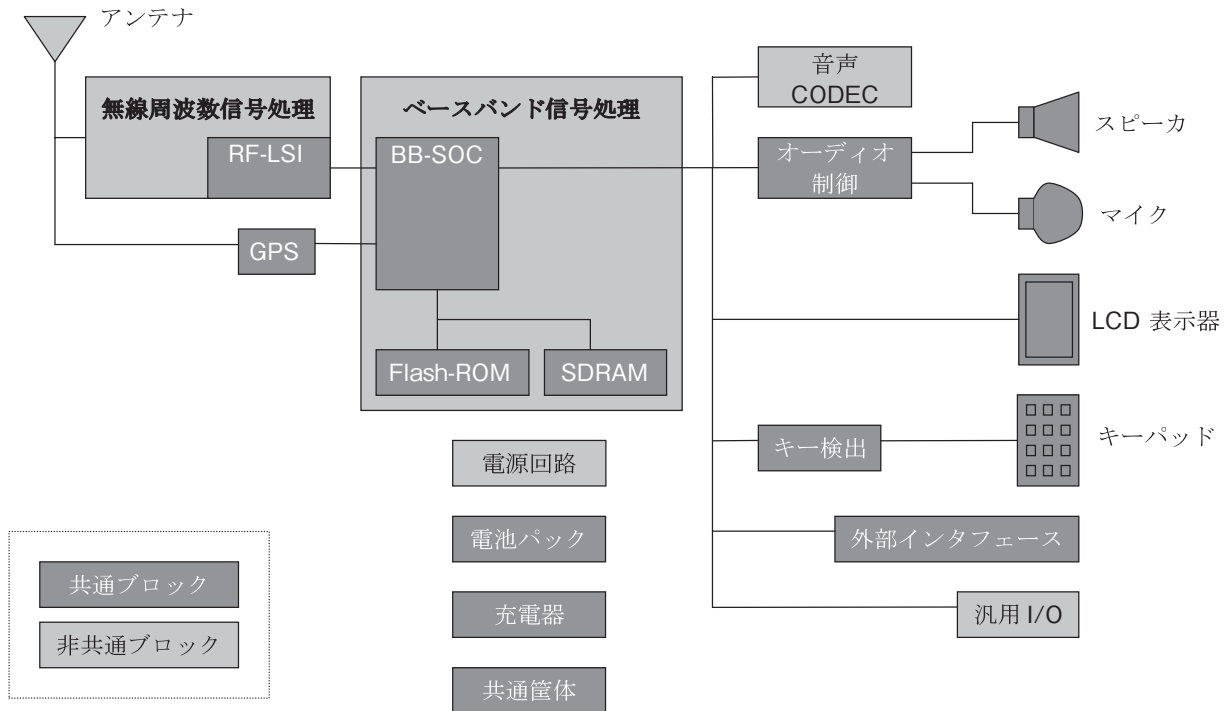 アンテナ
無線周波数信号処理
RF-LSI
GPS
ベースバンド信号処理
BB-SOC
Flash-ROM
SDRAM
音声
CODEC
オーディオ
制御
スピーカ
マイク
LCD 表示器
キー検出
キーパッド
外部インタフェース
汎用 I/O
電源回路
電池パック
充電器
共通筐体
共通ブロック
非共通ブロック